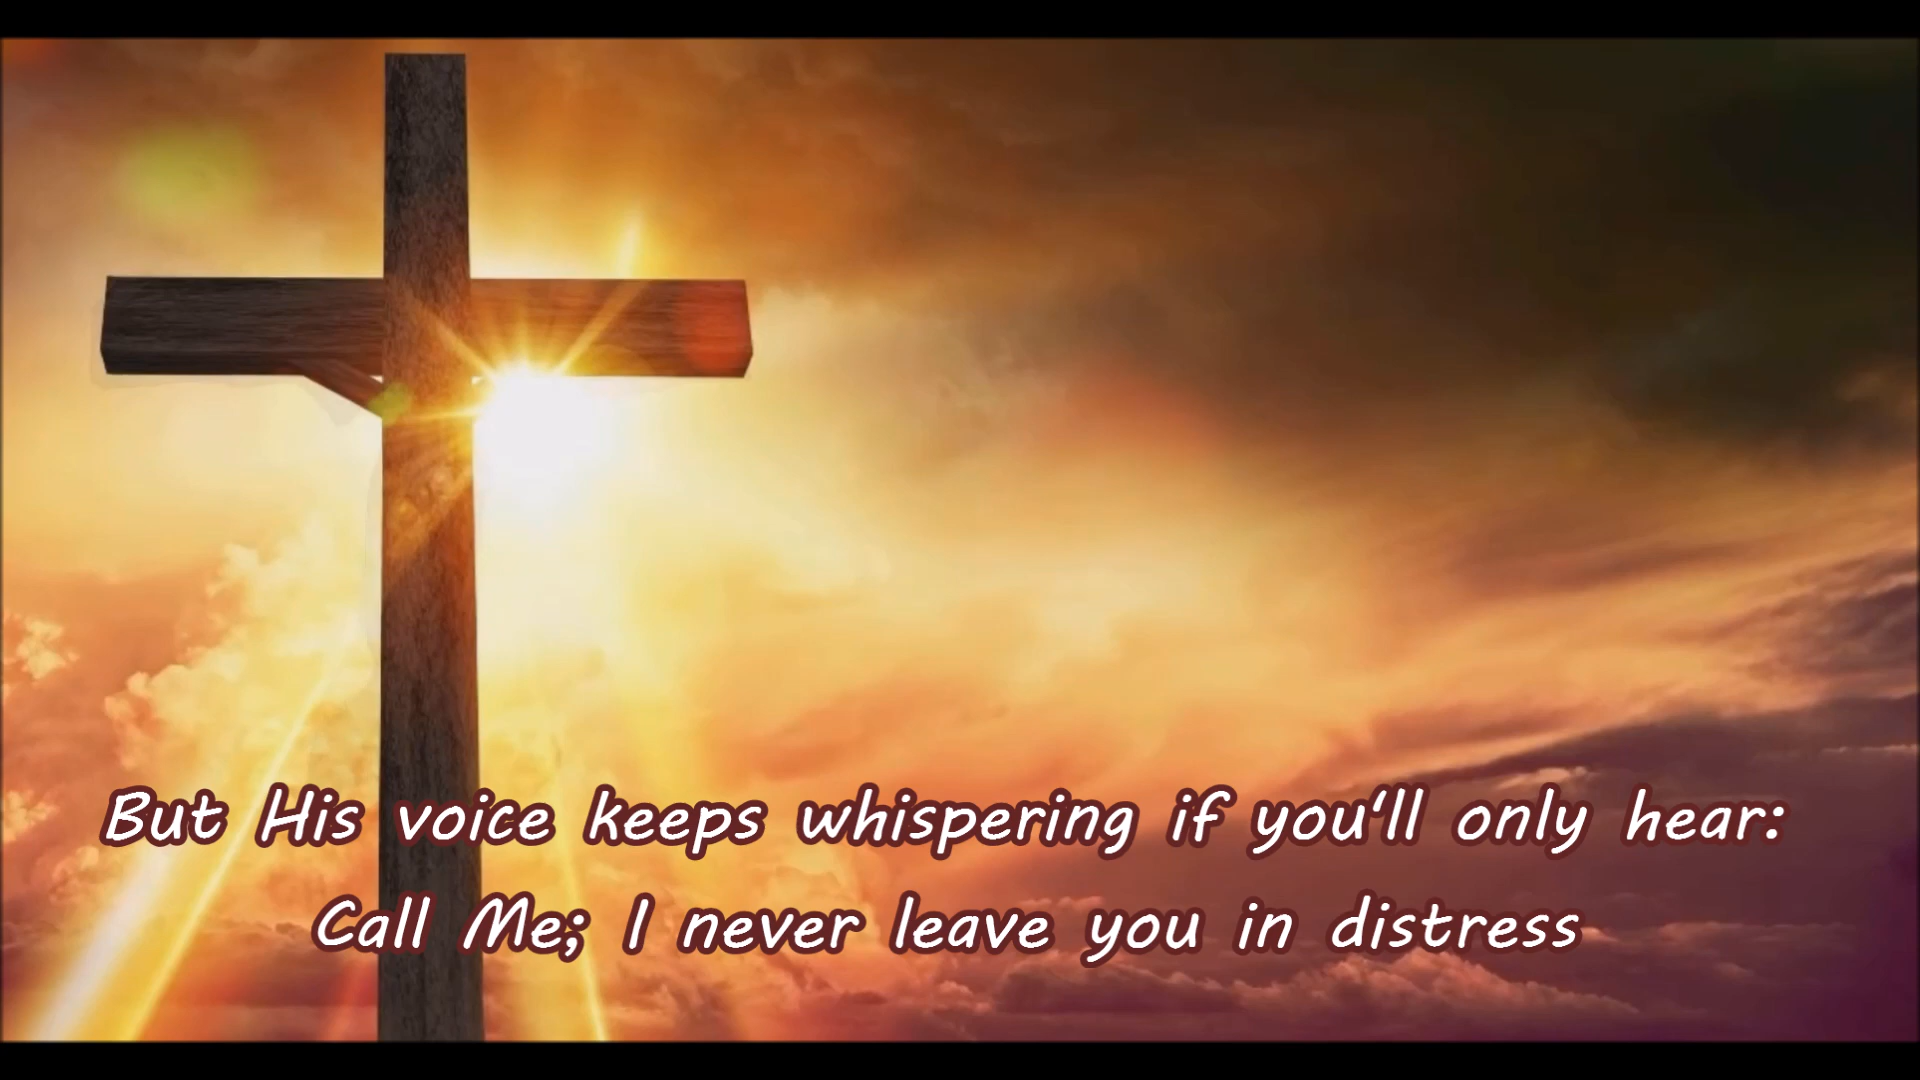 But His voice keeps whispering if you'll only hear:
Call Me; I never leave you in distress